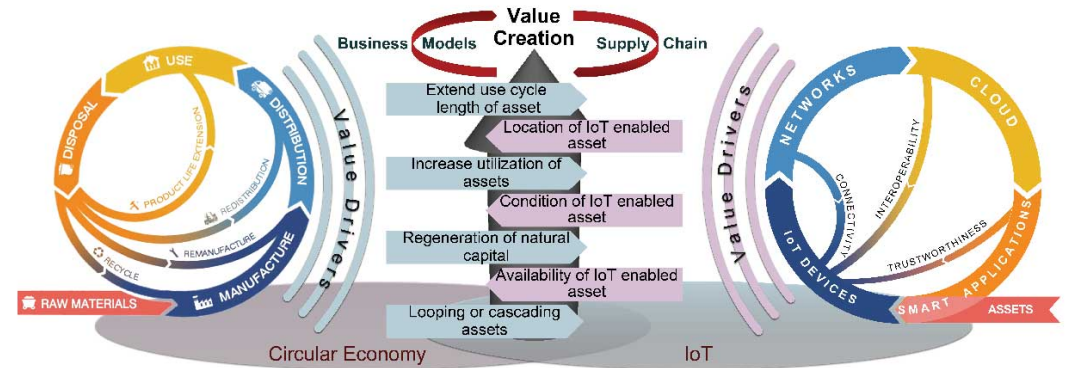 Value
Creation
Business Models
Supply Chain
USE
DISTRIBUTION
DISPOSAL
PRODUCT LIFE EXTENSION
REDISTRIBUTION
REMANUFACTURE
RECYCLE
MANUFACTURE
RAW MATERIALS
Value Drivers
Extend use cycle
length of asset
Location of IoT enabled
asset
Increase utilization of
assets
Condition of IoT enabled
asset
Regeneration of natural
capital
Availability of IoT enabled
asset
Looping or cascading
assets
Value Drivers
NETWORKS
CLOUD
INTEROPERABILITY
CONNECTIVITY
TRUSTWORTHINESS
IoT DEVICES
SMART APPLICATIONS
ASSETS
Circular Economy
IoT